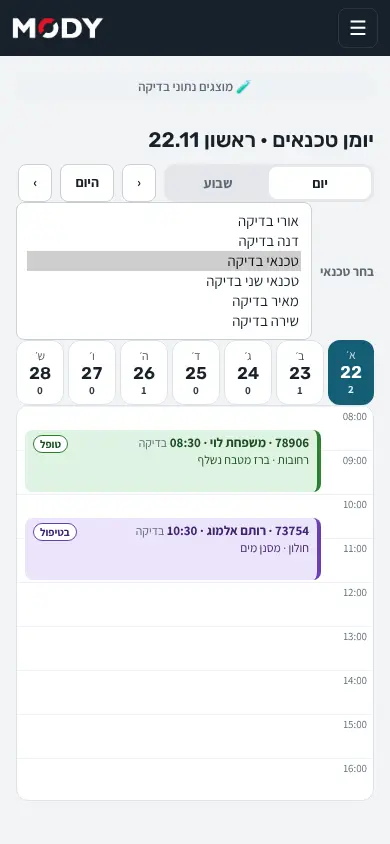 MODY
☰
🧪 מוצגים נתוני בדיקה
יומן טכנאים • ראשון 22.11
יום
שבוע
‹
היום
›
בחר טכנאי
אורי בדיקה
דנה בדיקה
טכנאי בדיקה
טכנאי שני בדיקה
מאיר בדיקה
שירה בדיקה
א׳ ב׳ ג׳ ד׳ ה׳ ו׳ ש׳
22 23 24 25 26 27 28
2 1 0 0 1 0 0
08:00
78906 · משפחת לוי · 08:30 בדיקה
טופל
רחובות · ברז מטבח נשלף
09:00
10:00
73754 · רותם אלמוג · 10:30 בדיקה
בטיפול
חולון · מסנן מים
11:00
12:00
13:00
14:00
15:00
16:00